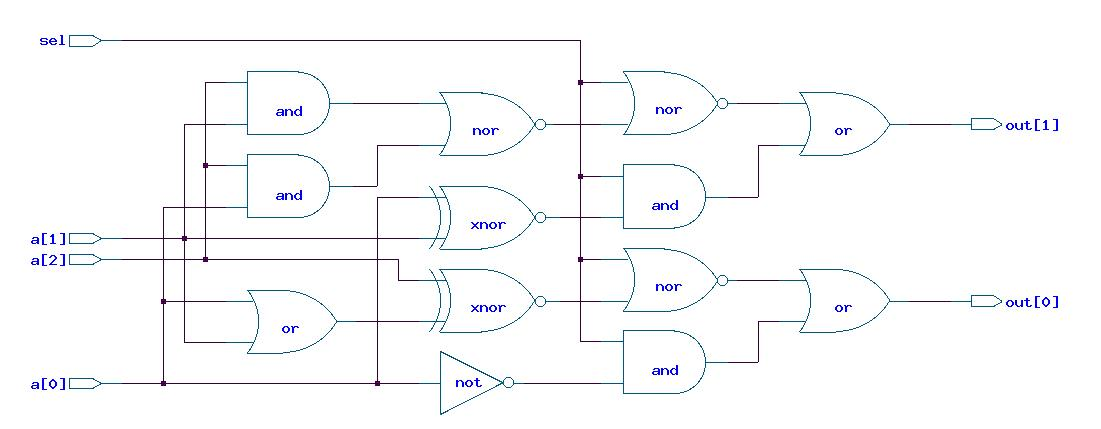 sel
and
nor
nor
or
out[1]
and
and
xnor
a[1]
a[2]
nor
xnor
or
out[0]
or
and
a[0]
not